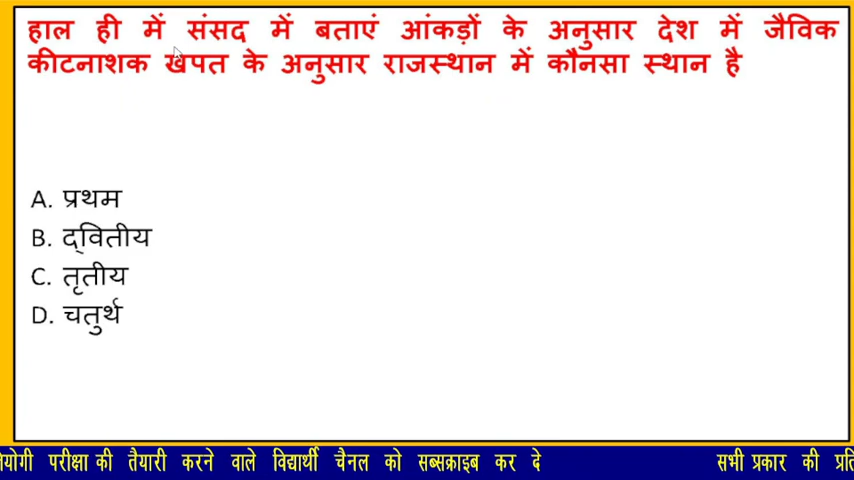 हाल ही में संसद में बताएं आंकड़ों के अनुसार देश में जैविक
कीटनाशक खपत के अनुसार राजस्थान में कौनसा स्थान है
A. प्रथम
B. द्वितीय
C. तृतीय
D. चतुर्थ
परीक्षा की तैयारी करने वाले विद्यार्थी चैनल को सब्सक्राइब कर दे सभी प्रकार की